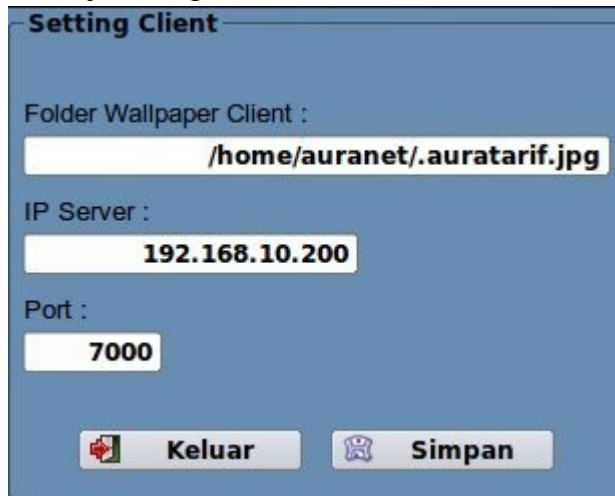 Setting Client
Folder Wallpaper Client :
/home/auranet/.auratarif.jpg
IP Server :
192.168.10.200
Port :
7000
Keluar Simpan